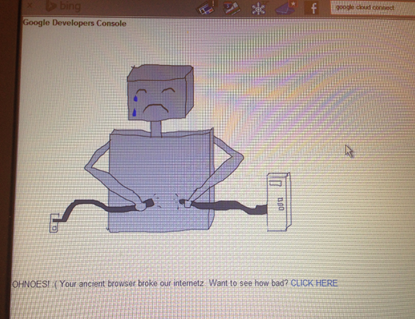 bing
google cloud connect
Google Developers Console
OHNOES! :( Your ancient browser broke our internetz. Want to see how bad? CLICK HERE